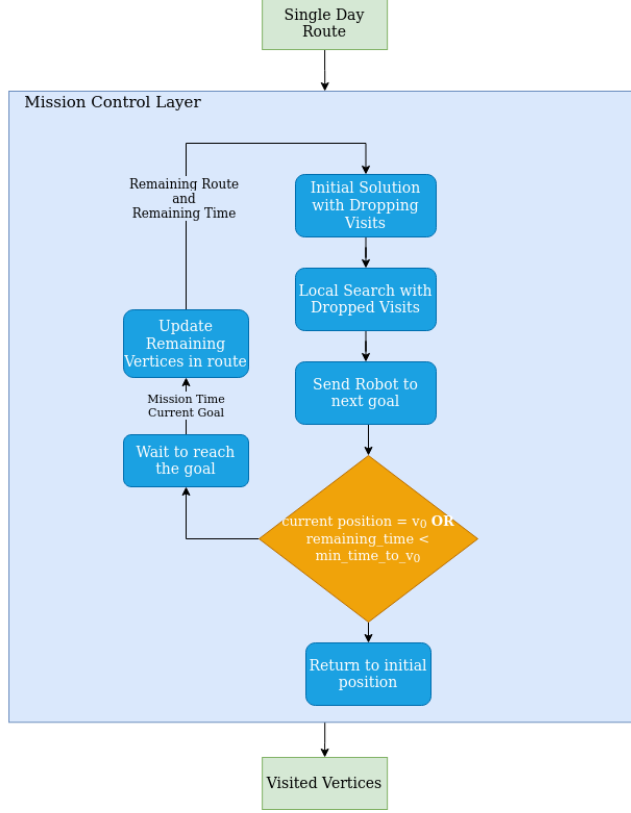 Single Day
Route
Mission Control Layer
Remaining Route
and
Remaining Time
Initial Solution
with Dropping
Visits
Local Search with
Dropped Visits
Update
Remaining
Vertices in route
Send Robot to
next goal
Mission Time
Current Goal
Wait to reach
the goal
current position = v₀ OR
remaining_time <
min_time_to_v₀
Return to initial
position
Visited Vertices